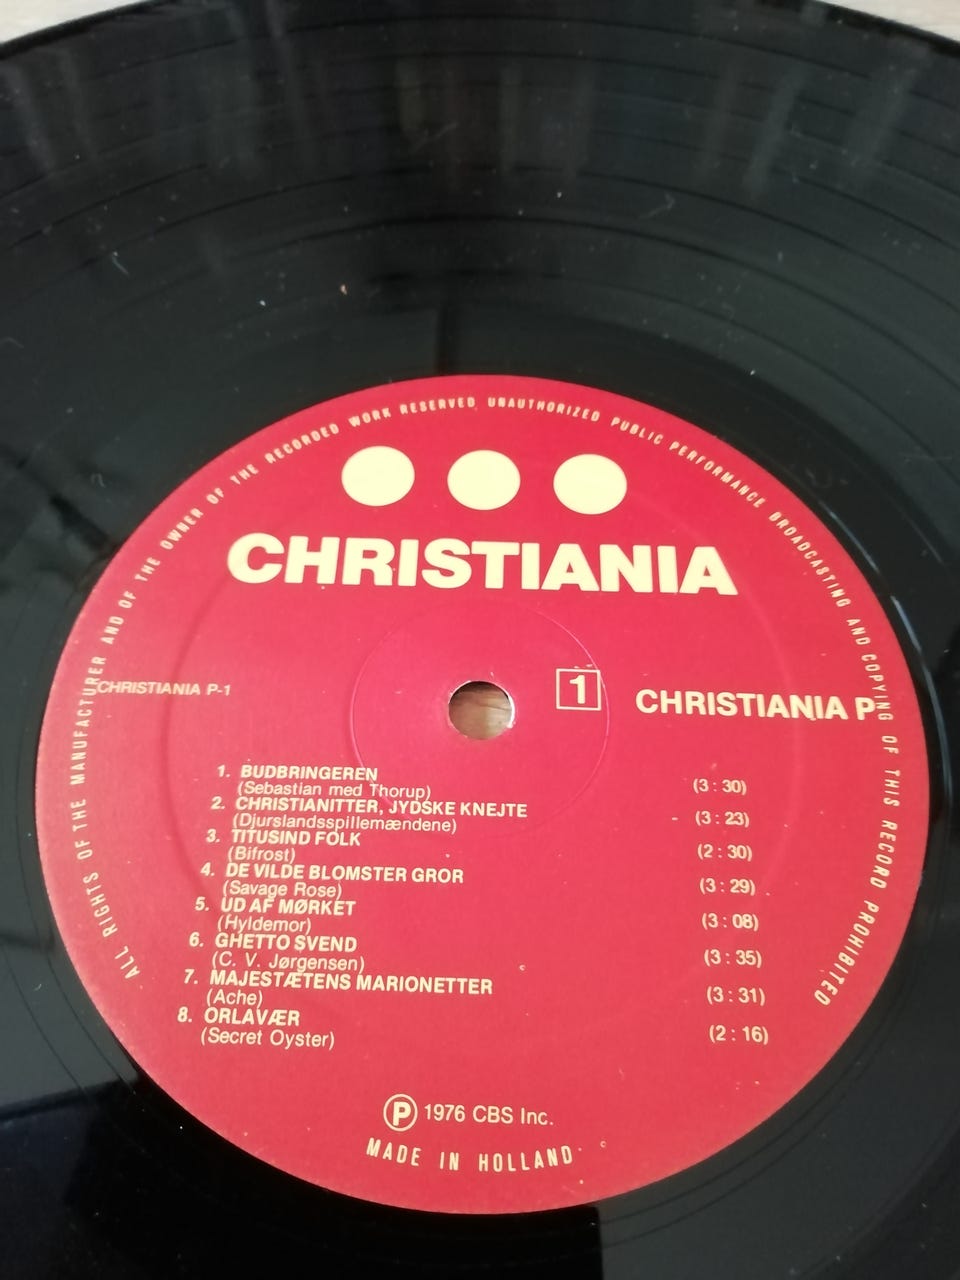 ALL RIGHTS OF THE MANUFACTURER AND OF THE OWNER OF THE RECORDED WORK RESERVED UNAUTHORIZED PUBLIC PERFORMANCE BROADCASTING AND COPYING OF THIS RECORD PROHIBITED
CHRISTIANIA
CHRISTIANIA P-1
1
CHRISTIANIA P
1. BUDBRINGEREN
(Sebastian med Thorup) (3 : 30)
2. CHRISTIANITTER, JYDSKE KNEJTE
(Djurslandsspillemændene) (3 : 23)
3. TITUSIND FOLK
(Bifrost) (2 : 30)
4. DE VILDE BLOMSTER GROR
(Savage Rose) (3 : 29)
5. UD AF MØRKET
(Hyldemor) (3 : 08)
6. GHETTO SVEND
(C. V. Jørgensen) (3 : 35)
7. MAJESTÆTENS MARIONETTER
(Ache) (3 : 31)
8. ORLAVÆR
(Secret Oyster) (2 : 16)
Ⓟ 1976 CBS Inc.
MADE IN HOLLAND